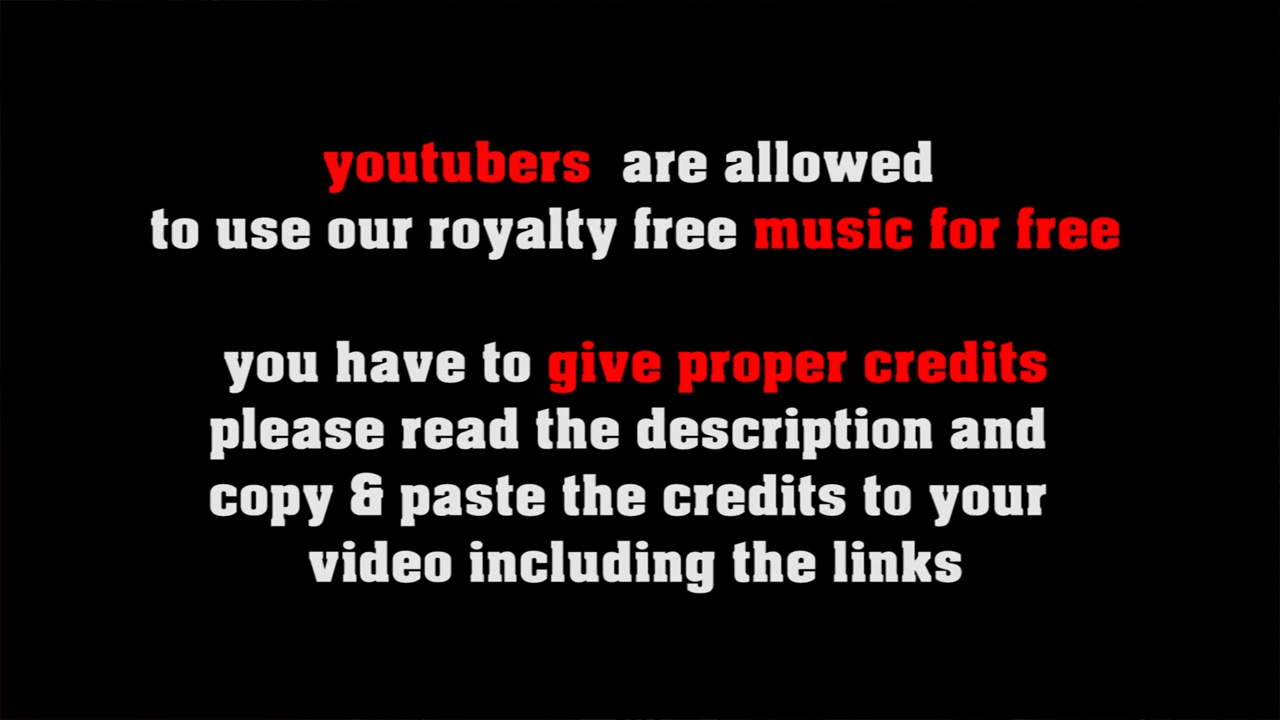 youtubers are allowed
to use our royalty free music for free
you have to give proper credits
please read the description and
copy & paste the credits to your
video including the links